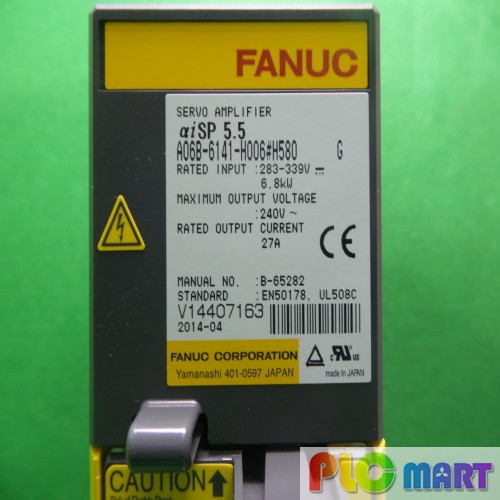 FANUC
SERVO AMPLIFIER
αiSP 5.5
A06B-6141-H006#H580 G
RATED INPUT :283-339V⎓
6.8kW
MAXIMUM OUTPUT VOLTAGE
:240V～
RATED OUTPUT CURRENT
27A
CE
MANUAL NO. :B-65282
STANDARD :EN50178, UL508C
V14407163
2014-04
FANUC CORPORATION
Yamanashi 401-0597 JAPAN
c RU us
made in JAPAN
CAUTION
PLC MART